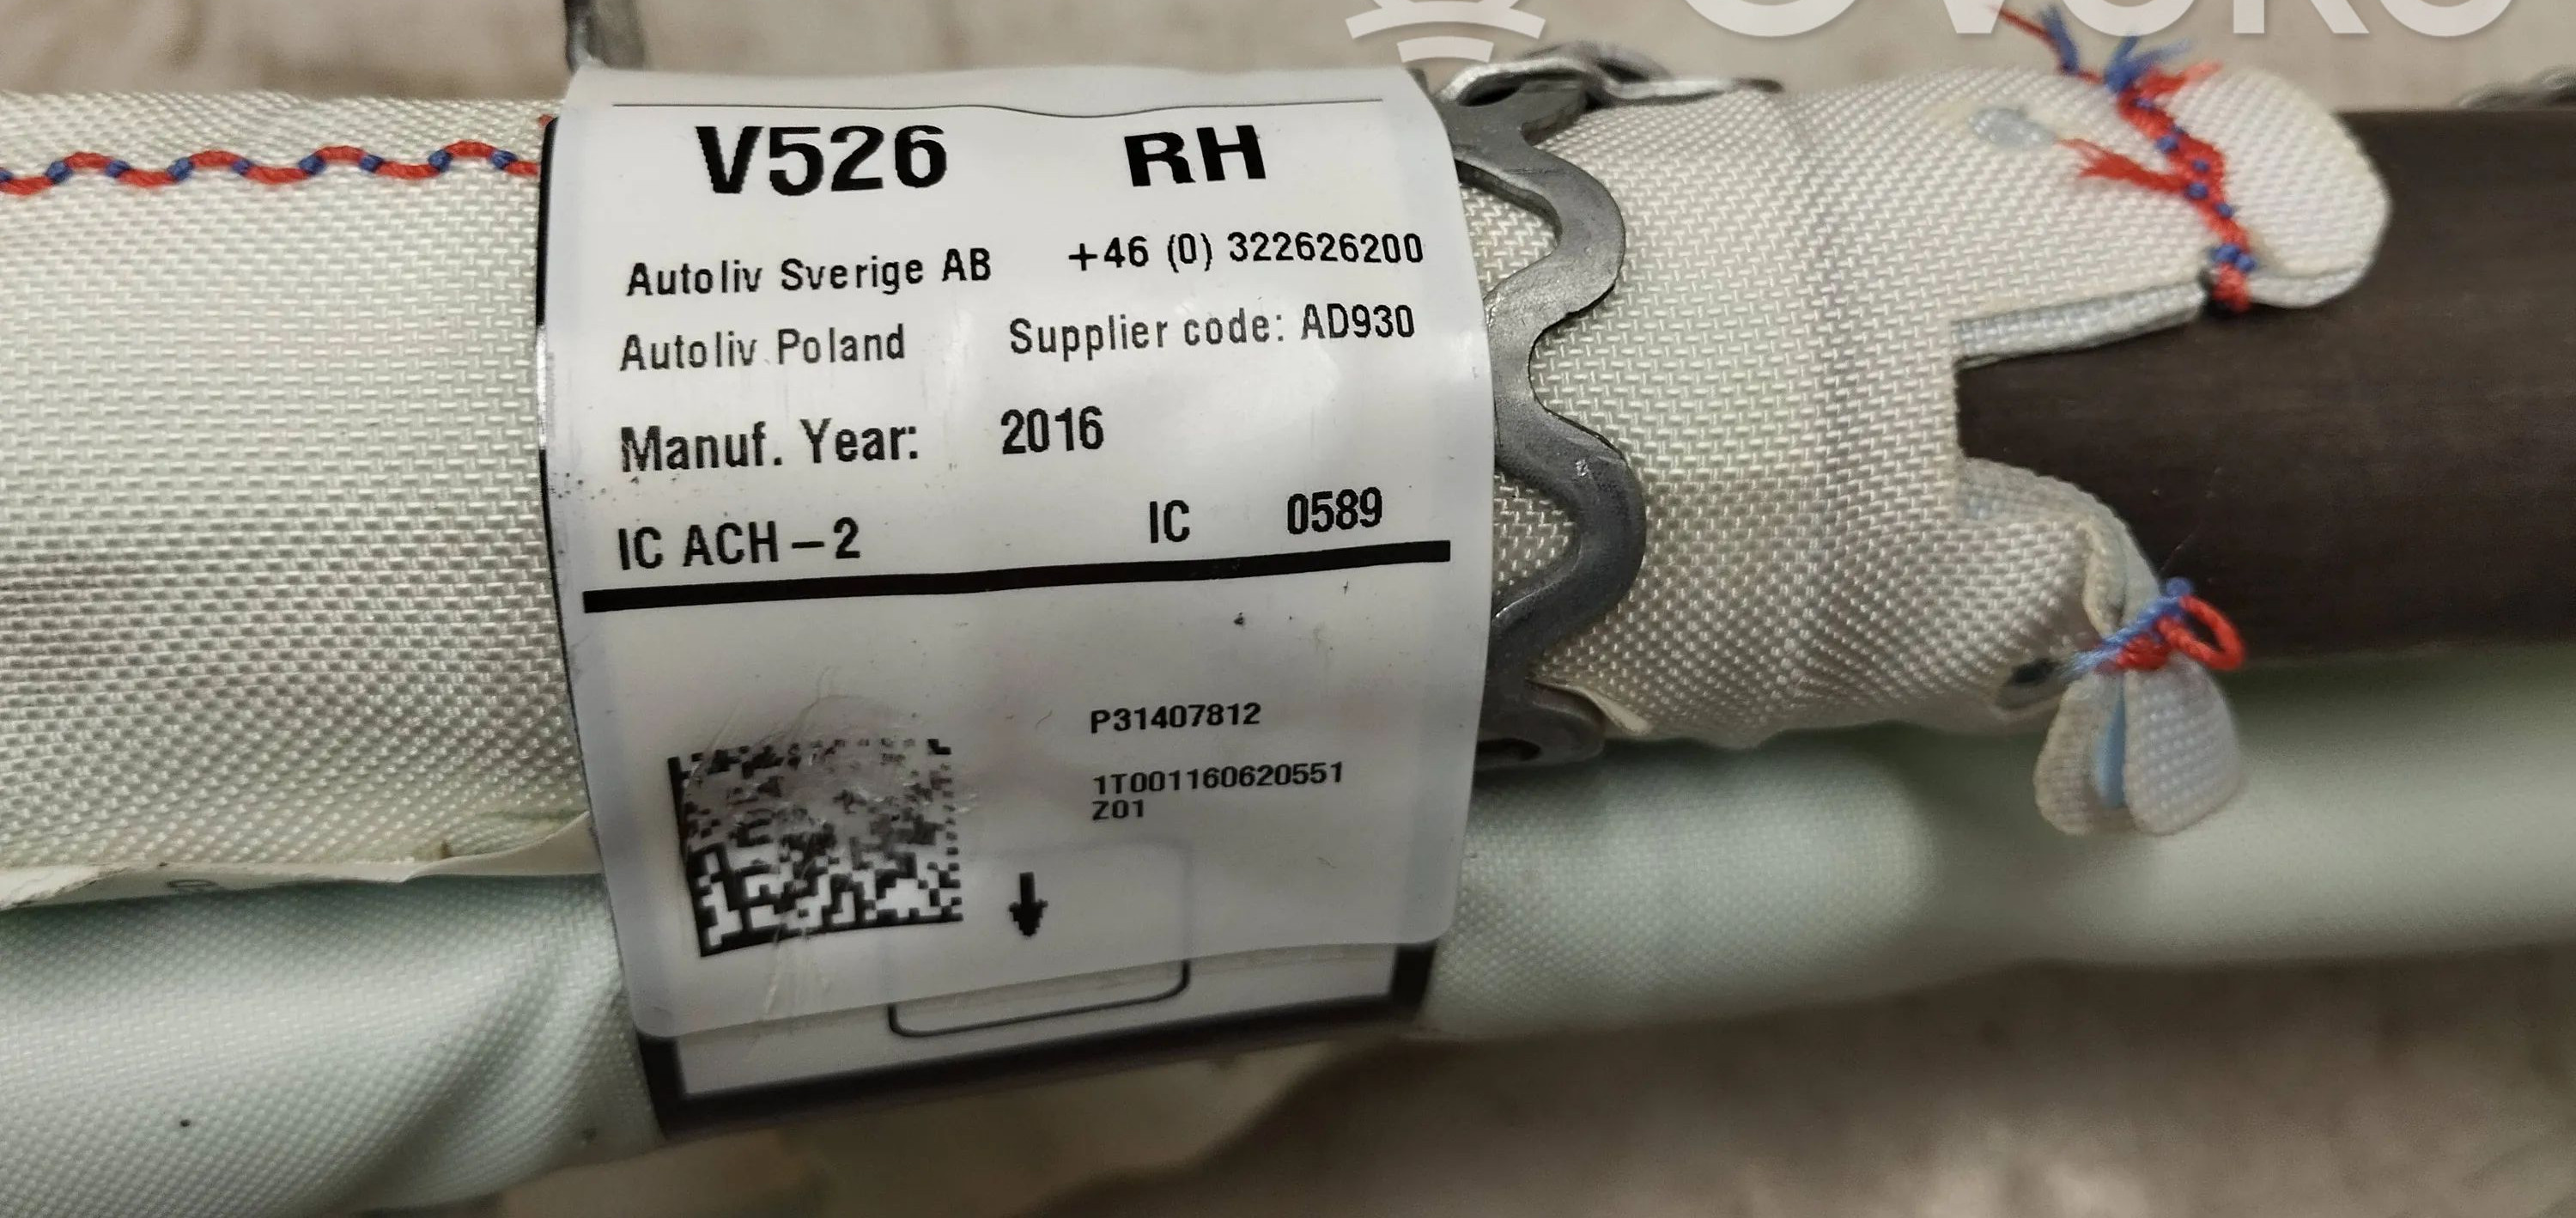 V526 RH
Autoliv Sverige AB +46 (0) 322626200
Autoliv Poland Supplier code: AD930
Manuf. Year: 2016
IC ACH-2 IC 0589
P31407812
1T001160620551
Z01